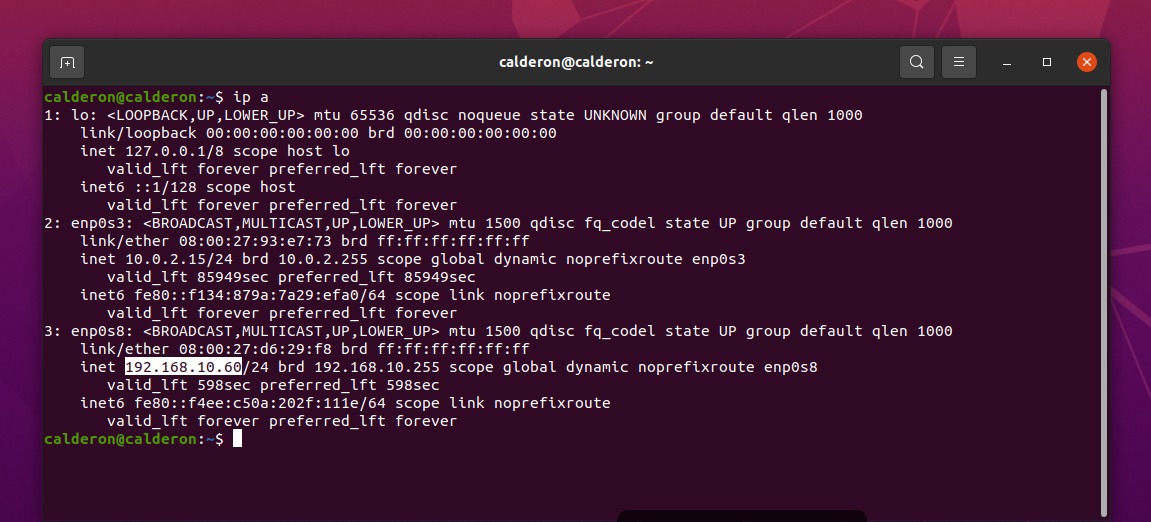 calderon@calderon: ~
calderon@calderon:~$ ip a
1: lo: <LOOPBACK,UP,LOWER_UP> mtu 65536 qdisc noqueue state UNKNOWN group default qlen 1000
    link/loopback 00:00:00:00:00:00 brd 00:00:00:00:00:00
    inet 127.0.0.1/8 scope host lo
       valid_lft forever preferred_lft forever
    inet6 ::1/128 scope host
       valid_lft forever preferred_lft forever
2: enp0s3: <BROADCAST,MULTICAST,UP,LOWER_UP> mtu 1500 qdisc fq_codel state UP group default qlen 1000
    link/ether 08:00:27:93:e7:73 brd ff:ff:ff:ff:ff:ff
    inet 10.0.2.15/24 brd 10.0.2.255 scope global dynamic noprefixroute enp0s3
       valid_lft 85949sec preferred_lft 85949sec
    inet6 fe80::f134:879a:7a29:efa0/64 scope link noprefixroute
       valid_lft forever preferred_lft forever
3: enp0s8: <BROADCAST,MULTICAST,UP,LOWER_UP> mtu 1500 qdisc fq_codel state UP group default qlen 1000
    link/ether 08:00:27:d6:29:f8 brd ff:ff:ff:ff:ff:ff
    inet 192.168.10.60/24 brd 192.168.10.255 scope global dynamic noprefixroute enp0s8
       valid_lft 598sec preferred_lft 598sec
    inet6 fe80::f4ee:c50a:202f:111e/64 scope link noprefixroute
       valid_lft forever preferred_lft forever
calderon@calderon:~$